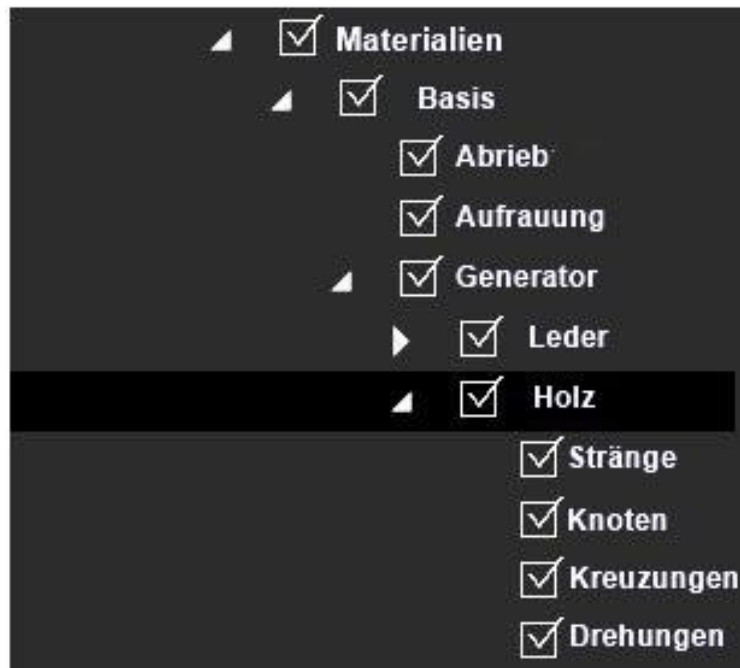 Materialien
Basis
Abrieb
Aufrauung
Generator
Leder
Holz
Stränge
Knoten
Kreuzungen
Drehungen